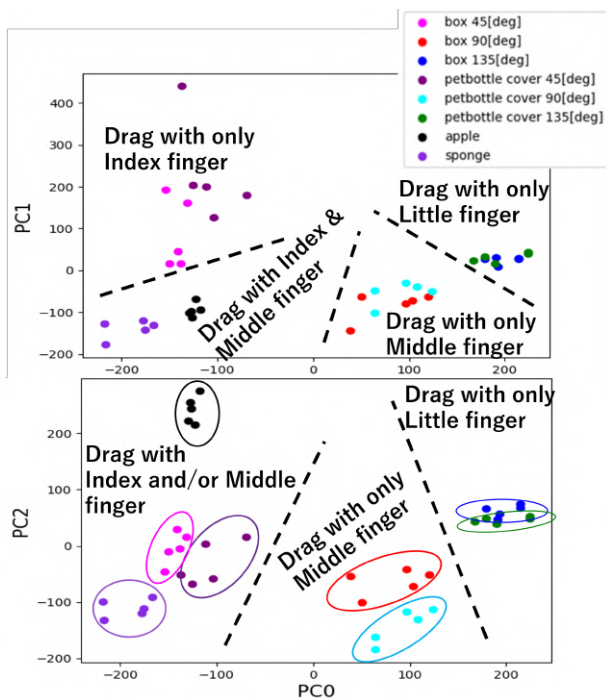 box 45[deg]
box 90[deg]
box 135[deg]
petbottle cover 45[deg]
petbottle cover 90[deg]
petbottle cover 135[deg]
apple
sponge
PC1
400
300
200
100
0
−100
−200
Drag with only
Index finger
Drag with only
Little finger
Drag with Index &
Middle finger
Drag with only
Middle finger
−200
−100
0
100
200
PC2
200
100
0
−100
−200
Drag with only
Little finger
Drag with
Index and/or Middle
finger
Drag with only
Middle finger
−200
−100
0
100
200
PC0